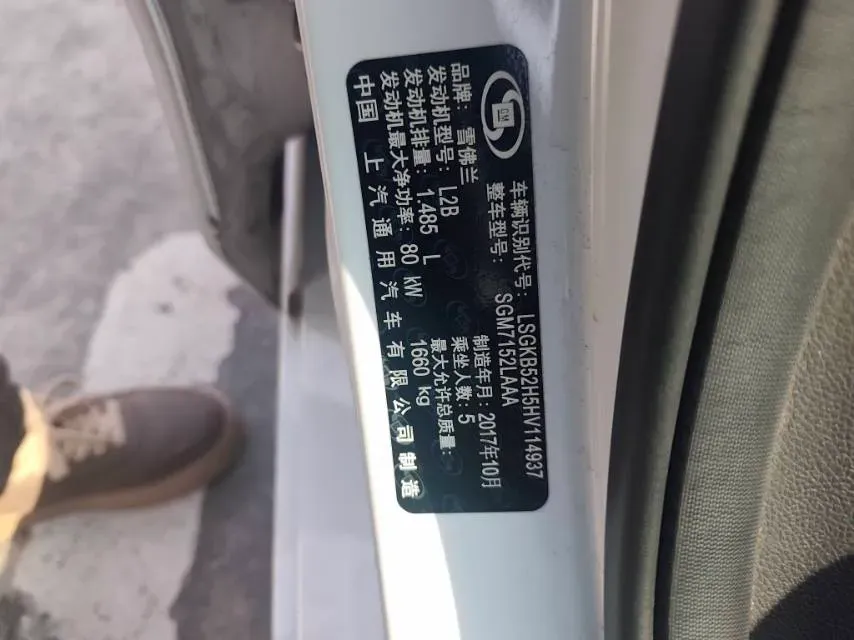 GM
车辆识别代号: LSGKB52H5HV114937
整车型号: SGM7152LAAA
品牌: 雪佛兰 制造年月: 2017年10月
发动机型号: L2B 乘坐人数: 5
发动机排量: 1.485 L 最大允许总质量:
发动机最大净功率: 80 kW 1660 kg
中国 上汽通用汽车有限公司制造